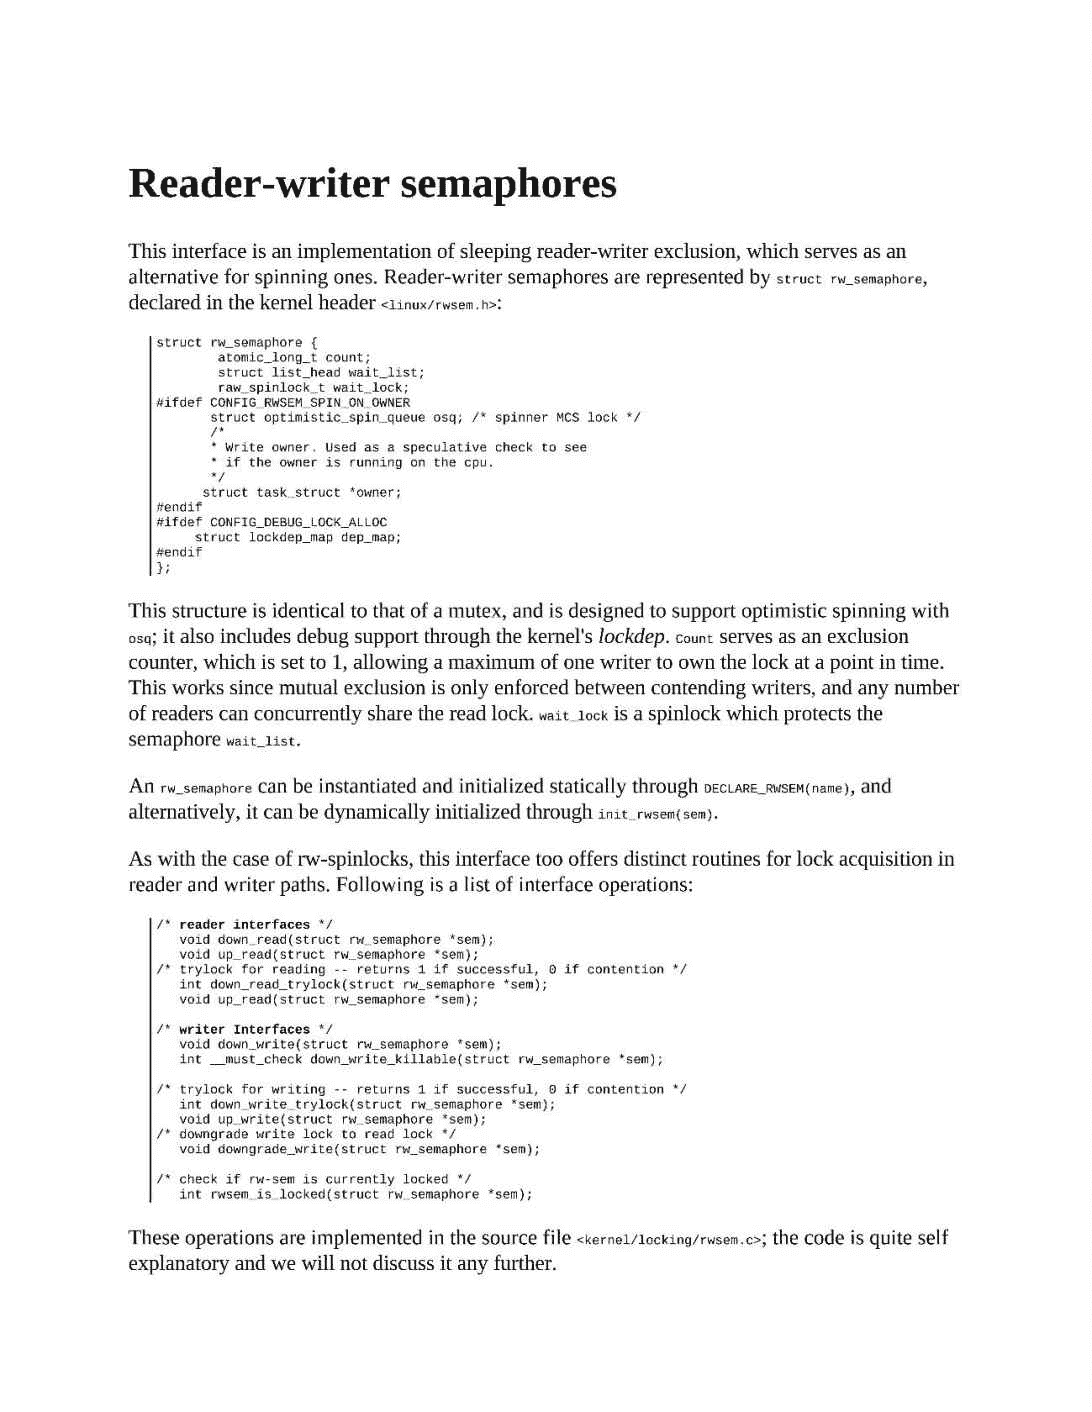 Reader-writer semaphores
This interface is an implementation of sleeping reader-writer exclusion, which serves as an
alternative for spinning ones. Reader-writer semaphores are represented by struct rw_semaphore,
declared in the kernel header <linux/rwsem.h>:
struct rw_semaphore {
atomic_long_t count;
struct list_head wait_list;
raw_spinlock_t wait_lock;
#ifdef CONFIG_RWSEM_SPIN_ON_OWNER
struct optimistic_spin_queue osq; /* spinner MCS lock */
/*
* Write owner. Used as a speculative check to see
* if the owner is running on the cpu.
*/
struct task_struct *owner;
#endif
#ifdef CONFIG_DEBUG_LOCK_ALLOC
struct lockdep_map dep_map;
#endif
};
This structure is identical to that of a mutex, and is designed to support optimistic spinning with
osq; it also includes debug support through the kernel's lockdep. Count serves as an exclusion
counter, which is set to 1, allowing a maximum of one writer to own the lock at a point in time.
This works since mutual exclusion is only enforced between contending writers, and any number
of readers can concurrently share the read lock. wait_lock is a spinlock which protects the
semaphore wait_list.
An rw_semaphore can be instantiated and initialized statically through DECLARE_RWSEM(name), and
alternatively, it can be dynamically initialized through init_rwsem(sem).
As with the case of rw-spinlocks, this interface too offers distinct routines for lock acquisition in
reader and writer paths. Following is a list of interface operations:
/* reader interfaces */
void down_read(struct rw_semaphore *sem);
void up_read(struct rw_semaphore *sem);
/* trylock for reading -- returns 1 if successful, 0 if contention */
int down_read_trylock(struct rw_semaphore *sem);
void up_read(struct rw_semaphore *sem);
/* writer Interfaces */
void down_write(struct rw_semaphore *sem);
int __must_check down_write_killable(struct rw_semaphore *sem);
/* trylock for writing -- returns 1 if successful, 0 if contention */
int down_write_trylock(struct rw_semaphore *sem);
void up_write(struct rw_semaphore *sem);
/* downgrade write lock to read lock */
void downgrade_write(struct rw_semaphore *sem);
/* check if rw-sem is currently locked */
int rwsem_is_locked(struct rw_semaphore *sem);
These operations are implemented in the source file <kernel/locking/rwsem.c>; the code is quite self
explanatory and we will not discuss it any further.